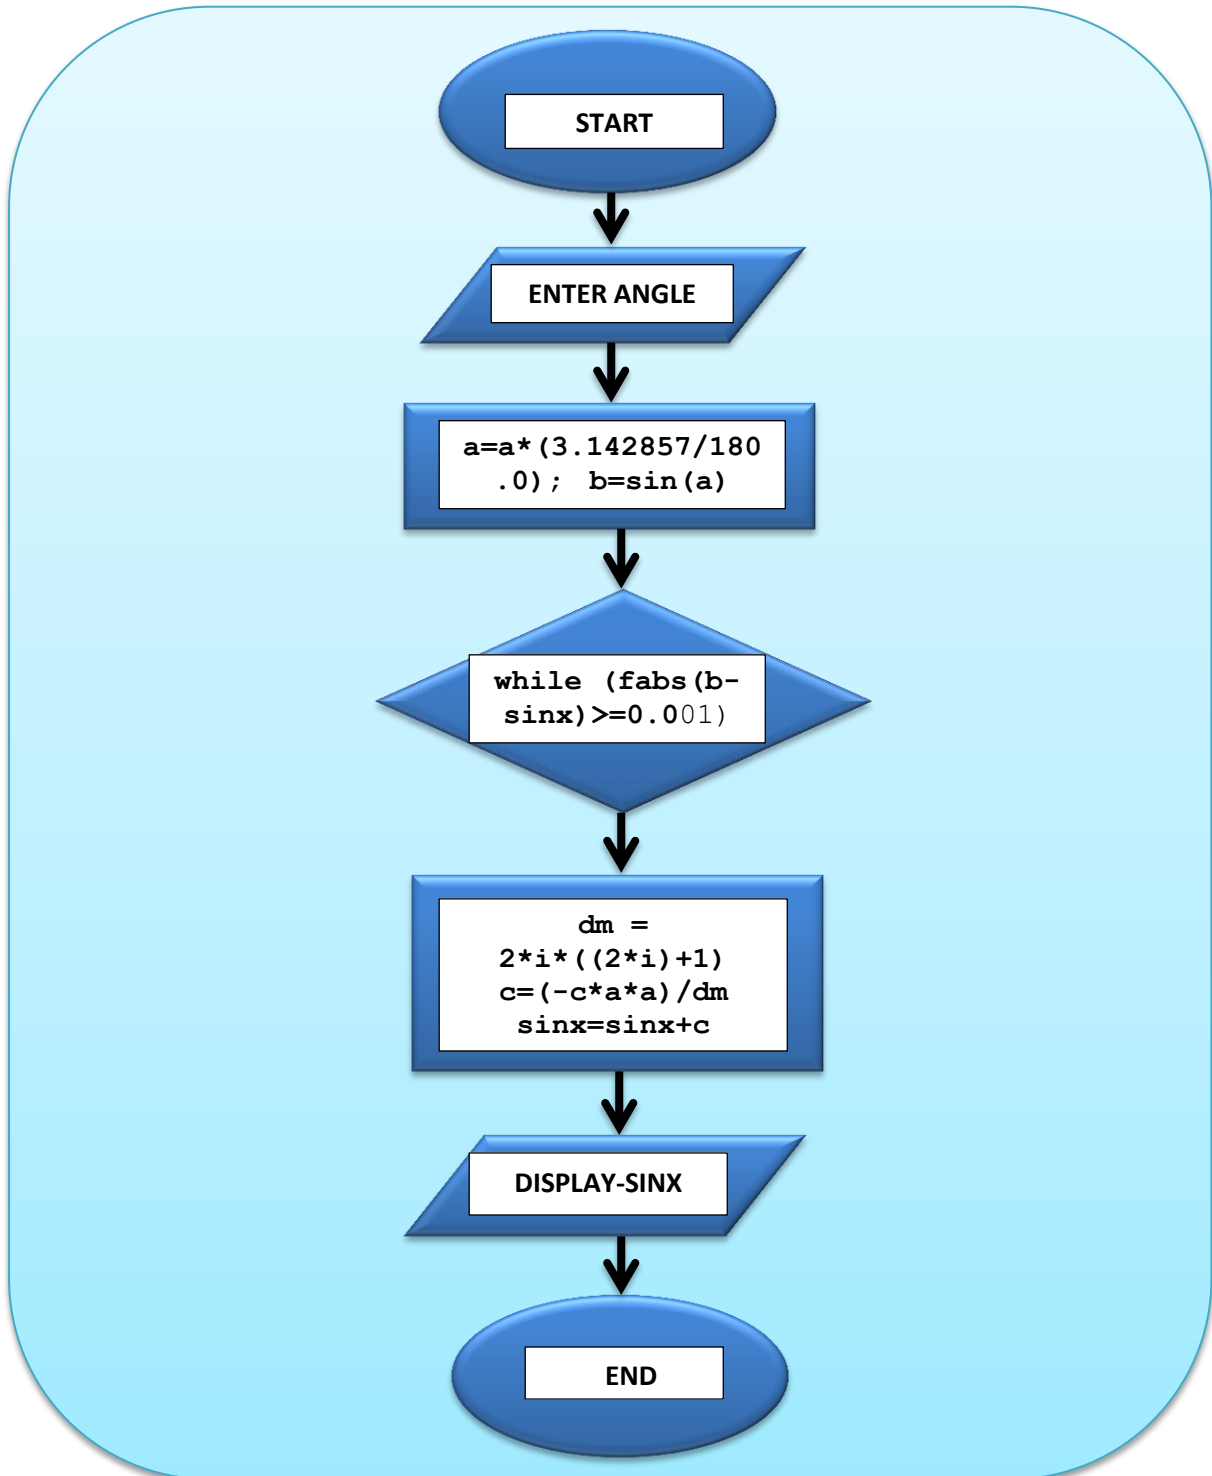 START
ENTER ANGLE
a=a*(3.142857/180
.0); b=sin(a)
while (fabs(b-
sinx)>=0.001)
dm =
2*i*((2*i)+1)
c=(-c*a*a)/dm
sinx=sinx+c
DISPLAY-SINX
END